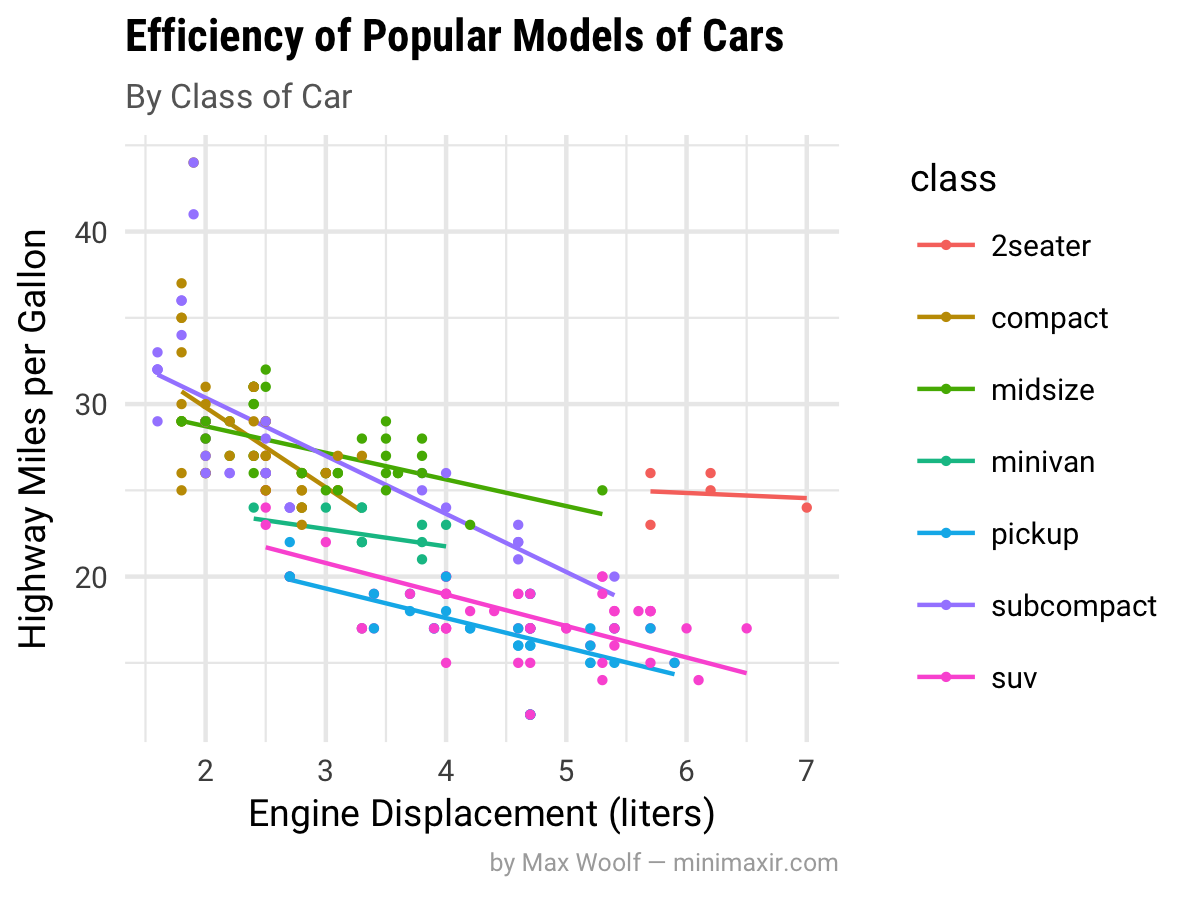 Efficiency of Popular Models of Cars
By Class of Car
Highway Miles per Gallon
40
30
20
2 3 4 5 6 7
Engine Displacement (liters)
class
2seater
compact
midsize
minivan
pickup
subcompact
suv
by Max Woolf — minimaxir.com